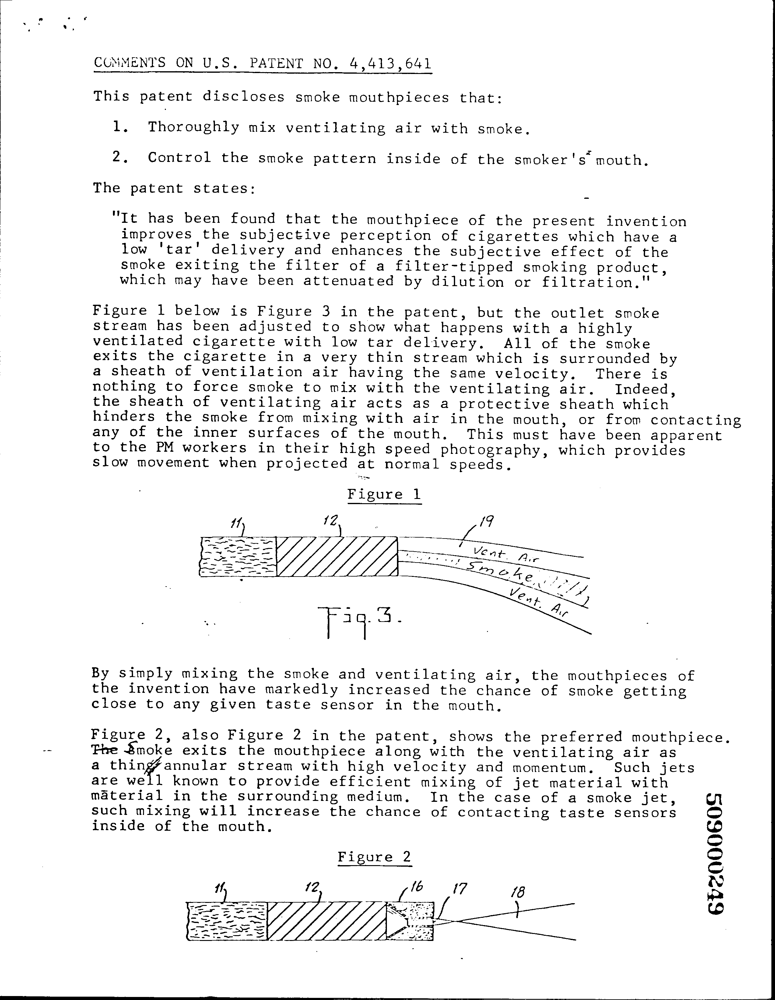 COMMENTS ON U.S. PATENT NO. 4,413,641
This patent discloses smoke mouthpieces that:
1. Thoroughly mix ventilating air with smoke.
2. Control the smoke pattern inside of the smoker's mouth.
The patent states:
"It has been found that the mouthpiece of the present invention
improves the subjective perception of cigarettes which have a
low 'tar' delivery and enhances the subjective effect of the
smoke exiting the filter of a filter-tipped smoking product,
which may have been attenuated by dilution or filtration."
Figure 1 below is Figure 3 in the patent, but the outlet smoke
stream has been adjusted to show what happens with a highly
ventilated cigarette with low tar delivery. All of the smoke
exits the cigarette in a very thin stream which is surrounded by
a sheath of ventilation air having the same velocity. There is
nothing to force smoke to mix with the ventilating air. Indeed,
the sheath of ventilating air acts as a protective sheath which
hinders the smoke from mixing with air in the mouth, or from contacting
any of the inner surfaces of the mouth. This must have been apparent
to the PM workers in their high speed photography, which provides
slow movement when projected at normal speeds.
Figure 1
11 12 19
Vent. Air
Smoke
Vent. Air
Fig. 3.
By simply mixing the smoke and ventilating air, the mouthpieces of
the invention have markedly increased the chance of smoke getting
close to any given taste sensor in the mouth.
Figure 2, also Figure 2 in the patent, shows the preferred mouthpiece.
The Smoke exits the mouthpiece along with the ventilating air as
a thin annular stream with high velocity and momentum. Such jets
are well known to provide efficient mixing of jet material with
material in the surrounding medium. In the case of a smoke jet,
such mixing will increase the chance of contacting taste sensors
inside of the mouth.
Figure 2
11 12 16 17 18
509000249